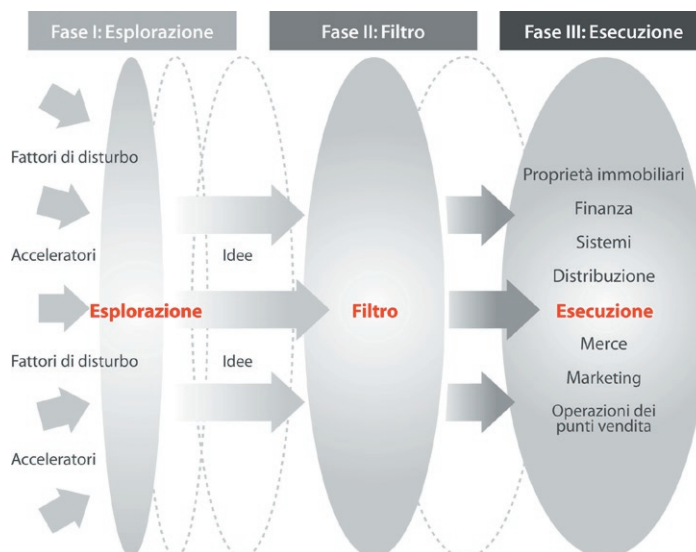 Fase I: Esplorazione
Fase II: Filtro
Fase III: Esecuzione
Fattori di disturbo
Acceleratori
Esplorazione
Fattori di disturbo
Acceleratori
Idee
Idee
Filtro
Proprietà immobiliari
Finanza
Sistemi
Distribuzione
Esecuzione
Merce
Marketing
Operazioni dei
punti vendita